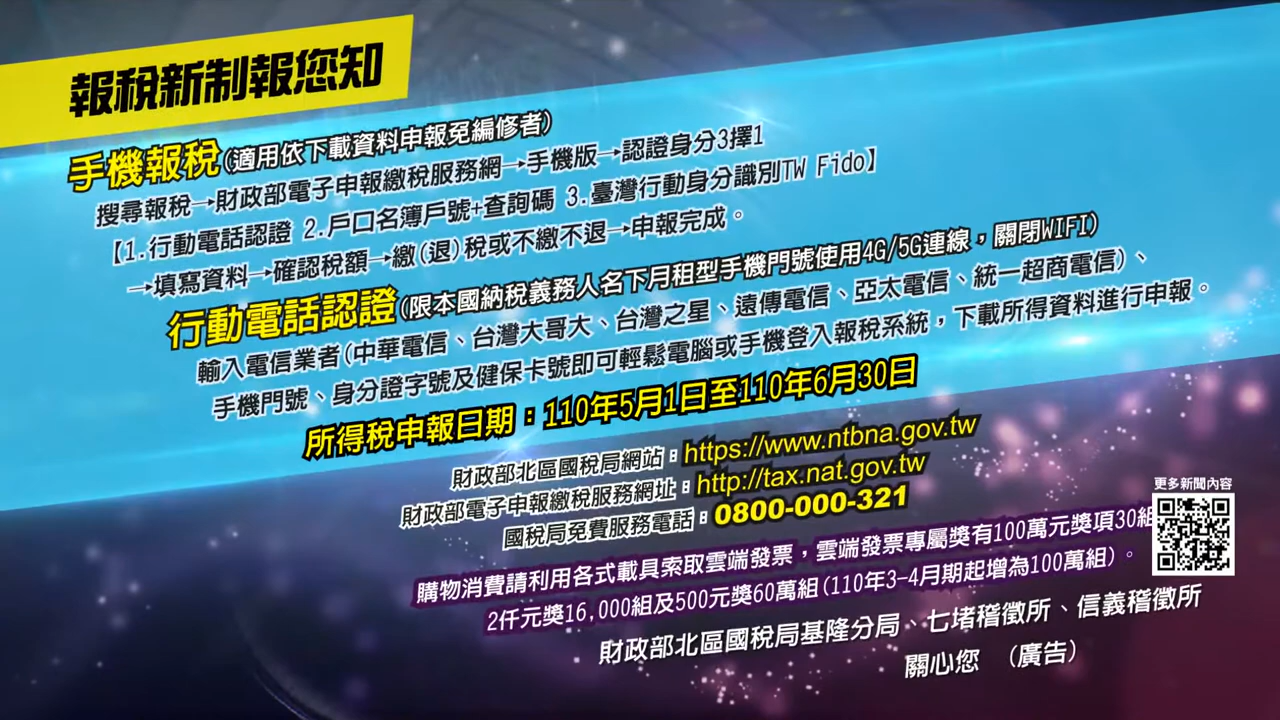 報稅新制報您知
手機報稅(適用依下載資料申報免編修者)
搜尋報稅→財政部電子申報繳稅服務網→手機版→認證身分3擇1
【1.行動電話認證 2.戶口名簿戶號+查詢碼 3.臺灣行動身分識別TW Fido】
→填寫資料→確認稅額→繳(退)稅或不繳不退→申報完成。
行動電話認證(限本國納稅義務人名下月租型手機門號使用4G/5G連線，關閉WIFI)
輸入電信業者(中華電信、台灣大哥大、台灣之星、遠傳電信、亞太電信、統一超商電信)、
手機門號、身分證字號及健保卡號即可輕鬆電腦或手機登入報稅系統，下載所得資料進行申報。
所得稅申報日期：110年5月1日至110年6月30日
財政部北區國稅局網站：https://www.ntbna.gov.tw
財政部電子申報繳稅服務網址：http://tax.nat.gov.tw
國稅局免費服務電話：0800-000-321
更多新聞內容
購物消費請利用各式載具索取雲端發票，雲端發票專屬獎有100萬元獎項30組
2仟元獎16,000組及500元獎60萬組(110年3-4月期起增為100萬組)。
財政部北區國稅局基隆分局、七堵稽徵所、信義稽徵所
關心您 (廣告)